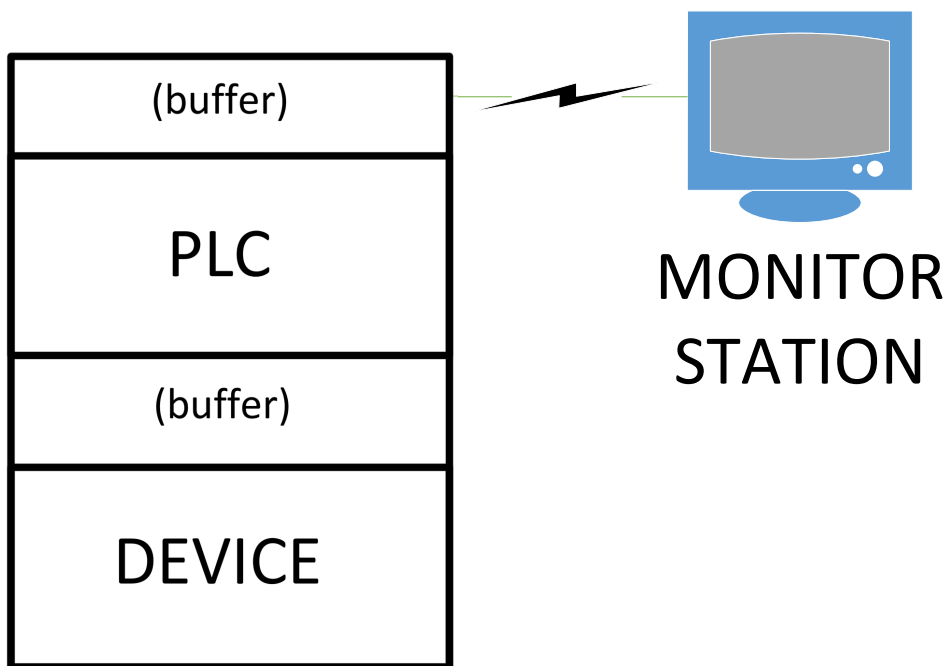 (buffer)
PLC
(buffer)
DEVICE
MONITOR
STATION